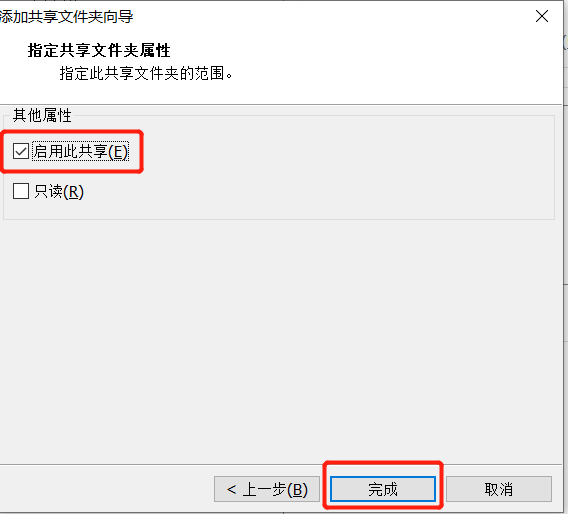 添加共享文件夹向导
指定共享文件夹属性
指定此共享文件夹的范围。
其他属性
启用此共享(E)
只读(R)
< 上一步(B)
完成
取消